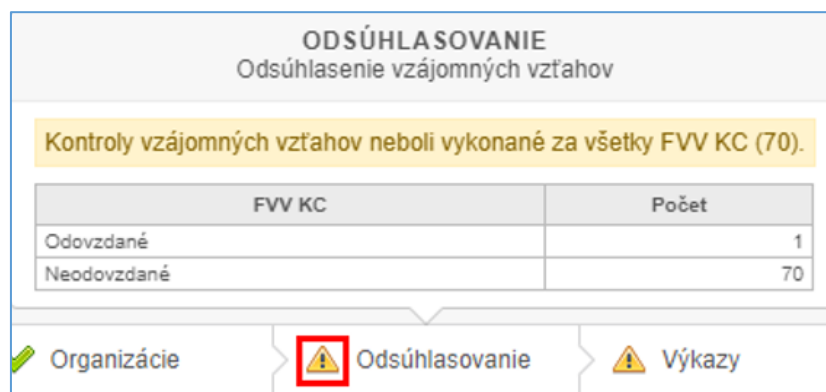 ODSÚHLASOVANIE
Odsúhlasenie vzájomných vzťahov
Kontroly vzájomných vzťahov neboli vykonané za všetky FVV KC (70).
FVV KC Počet
Odovzdané 1
Neodovzdané 70
Organizácie Odsúhlasovanie Výkazy